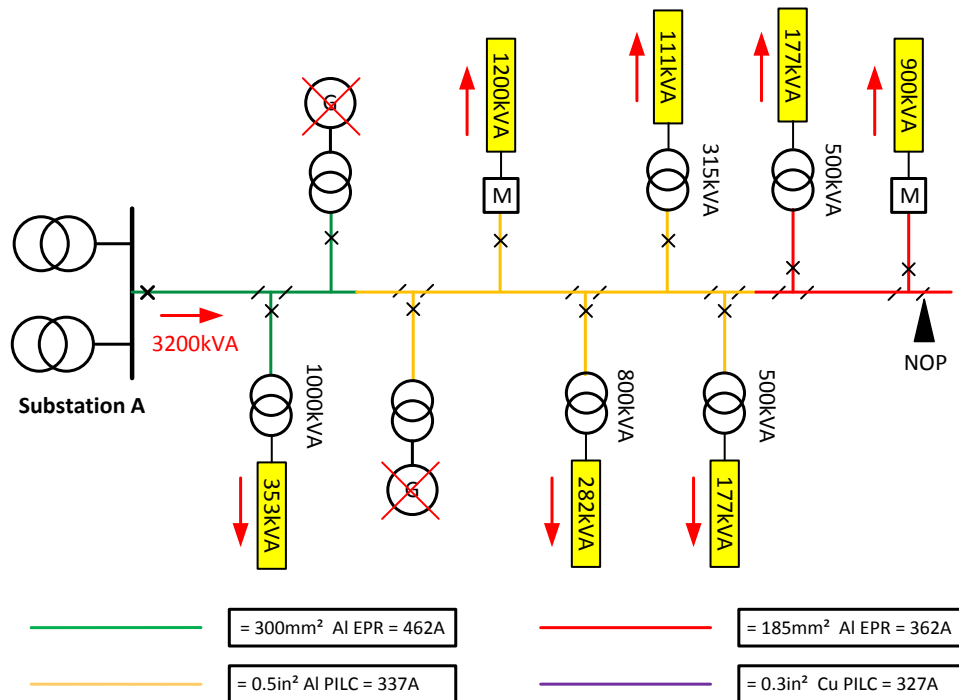 1200kVA
111kVA
177kVA
900kVA
G
315kVA
500kVA
M
M
3200kVA
NOP
Substation A
1000kVA
800kVA
500kVA
353kVA
G
282kVA
177kVA
= 300mm² Al EPR = 462A
= 185mm² Al EPR = 362A
= 0.5in² Al PILC = 337A
= 0.3in² Cu PILC = 327A